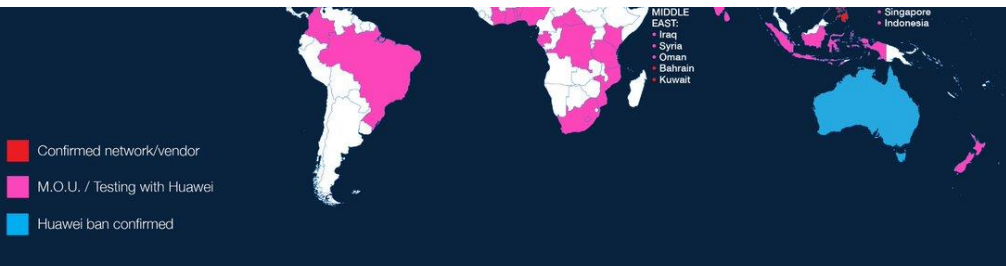 MIDDLE
EAST:
• Iraq
• Syria
• Oman
• Bahrain
• Kuwait
• Singapore
• Indonesia
Confirmed network/vendor
M.O.U. / Testing with Huawei
Huawei ban confirmed